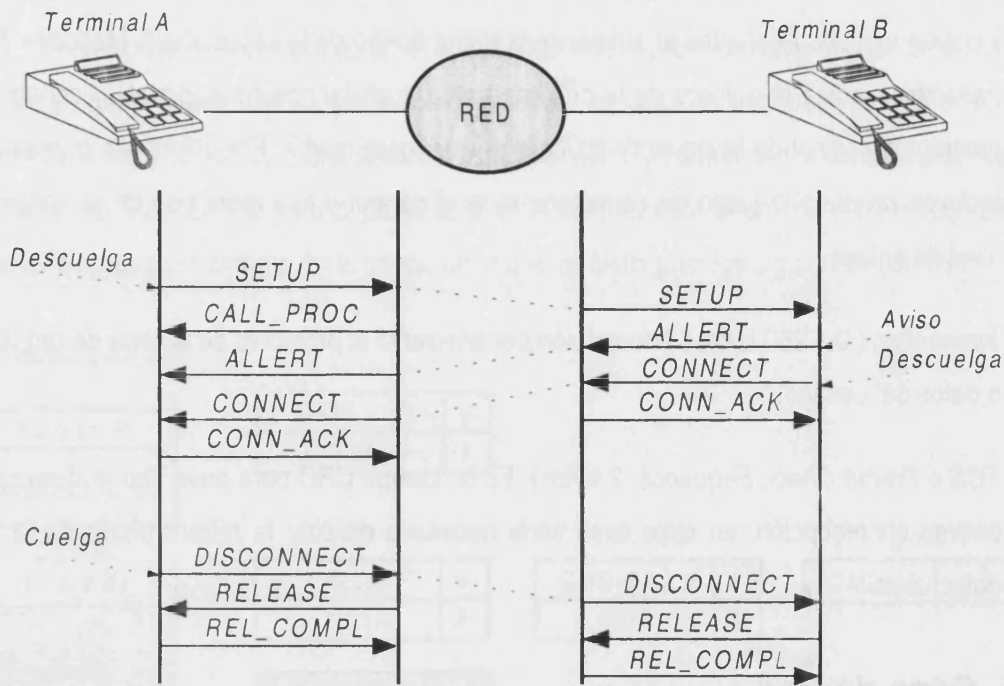 Terminal A
Terminal B
RED
Descuelga
SETUP
SETUP
CALL_PROC
Aviso
ALERT
ALLERT
Descuelga
CONNECT
CONNECT
CONN_ACK
CONN_ACK
Cuelga
DISCONNECT
DISCONNECT
RELEASE
RELEASE
REL_COMPL
REL_COMPL